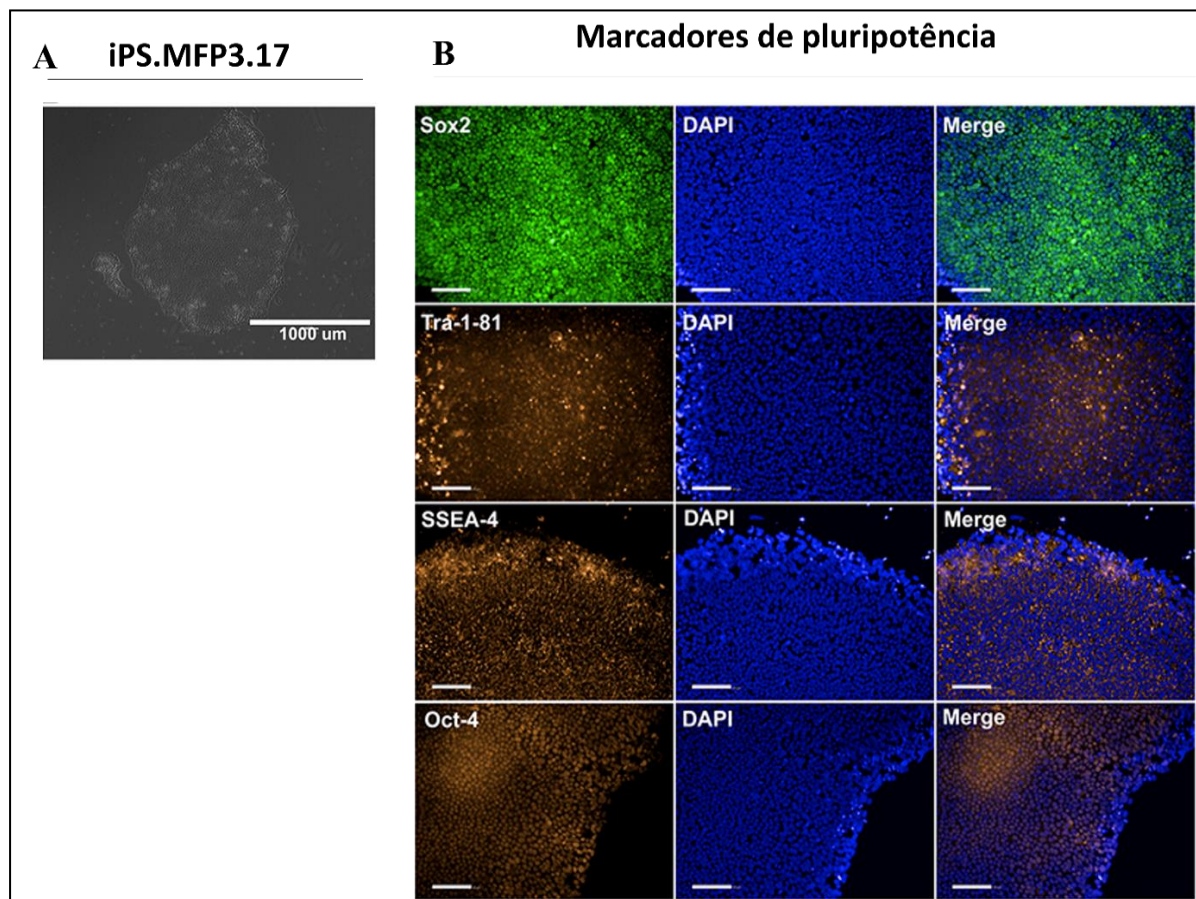 A
iPS.MFP3.17
1000 um
B
Marcadores de pluripotência
Sox2 DAPI Merge
Tra-1-81 DAPI Merge
SSEA-4 DAPI Merge
Oct-4 DAPI Merge